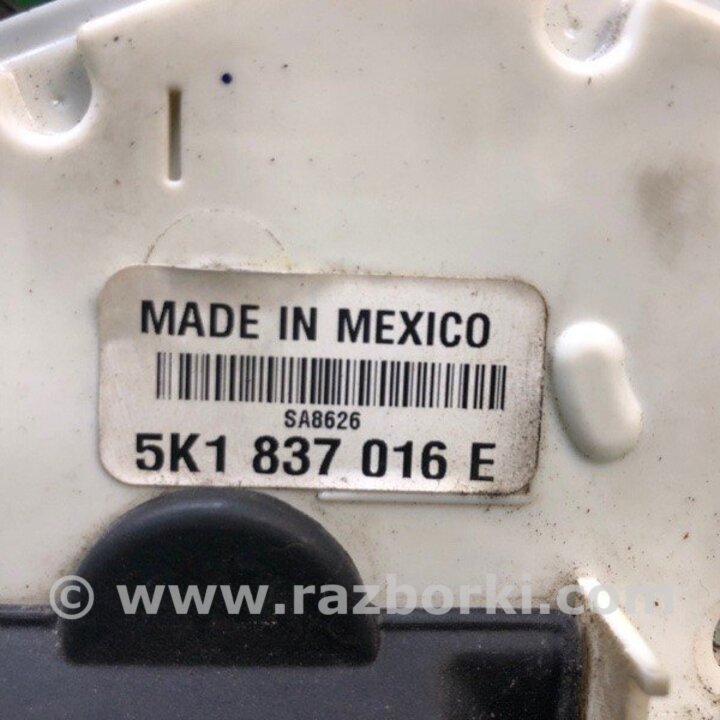 MADE IN MEXICO
SA8626
5K1 837 016 E
© www.razborki.com